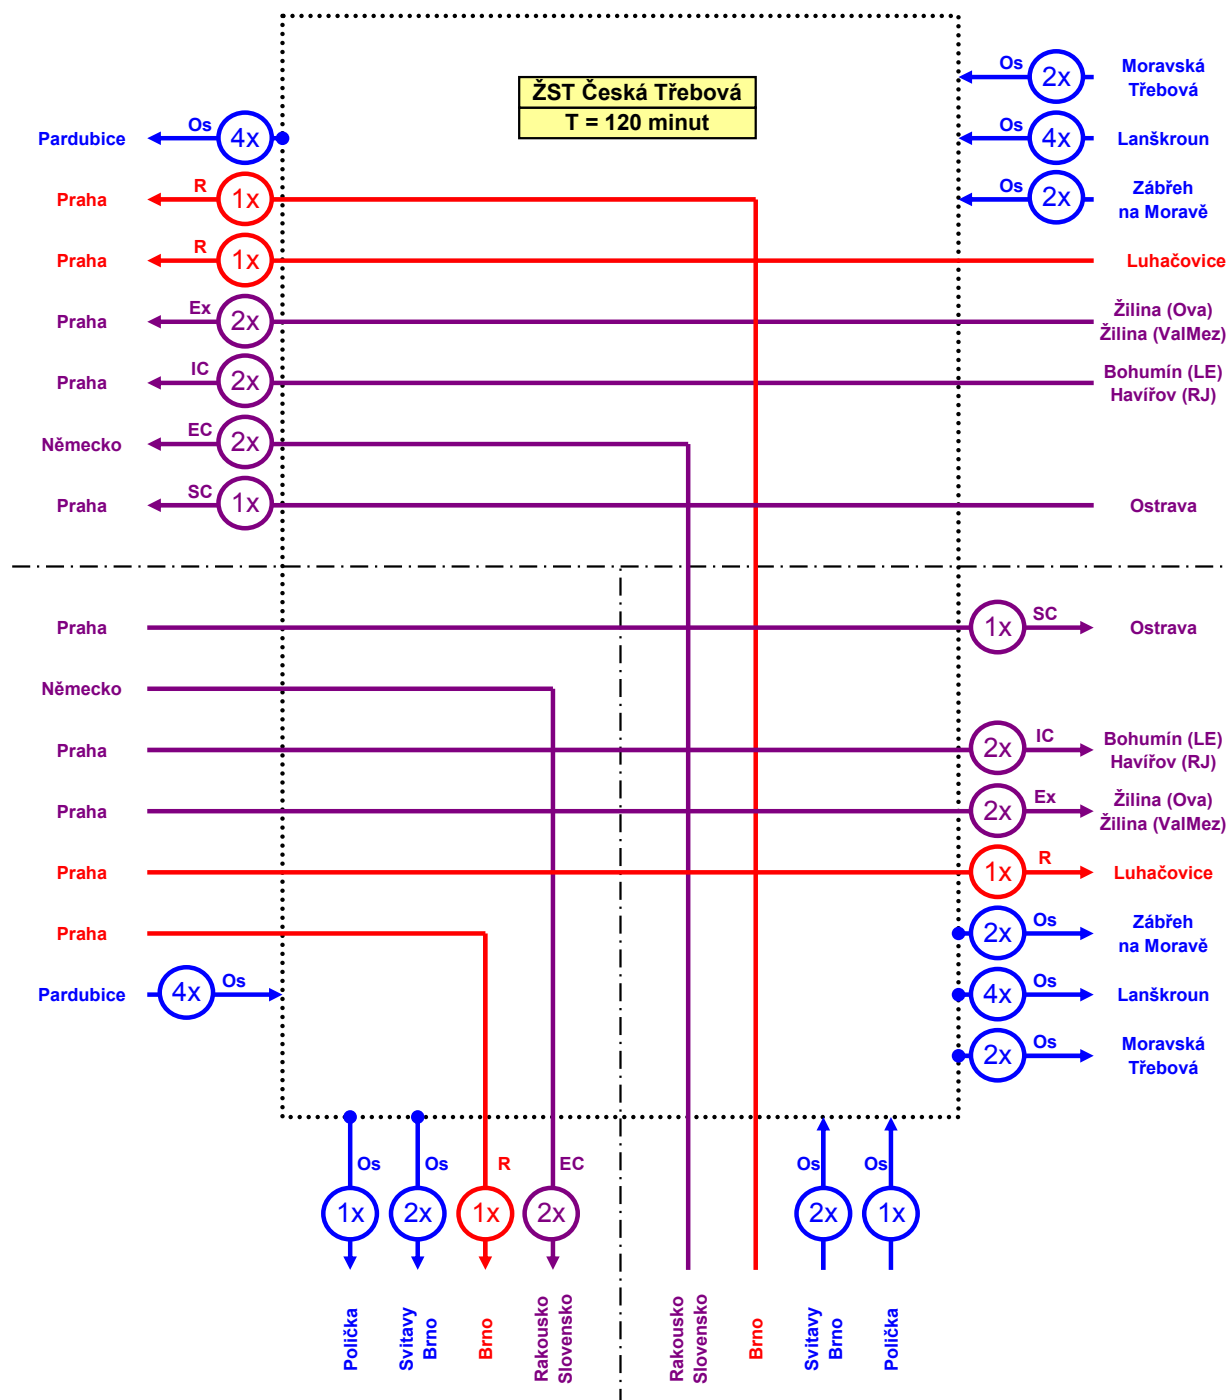 ŽST Česká Třebová
T = 120 minut
Os 2x Moravská
Třebová
Pardubice Os 4x
Os 4x Lanškroun
Praha R 1x
Os 2x Zábřeh
na Moravě
Praha R 1x Luhačovice
Praha Ex 2x Žilina (Ova)
Žilina (ValMez)
Praha IC 2x Bohumín (LE)
Havířov (RJ)
Německo EC 2x
Praha SC 1x Ostrava
Praha 1x SC Ostrava
Německo
Praha 2x IC Bohumín (LE)
Havířov (RJ)
Praha 2x Ex Žilina (Ova)
Žilina (ValMez)
Praha 1x R Luhačovice
Praha 2x Os Zábřeh
na Moravě
Pardubice 4x Os
4x Os Lanškroun
2x Os Moravská
Třebová
Os Os R EC Os Os
1x 2x 1x 2x 2x 1x
Polička
Svitavy
Brno
Brno
Rakousko
Slovensko
Rakousko
Slovensko
Brno
Svitavy
Brno
Polička